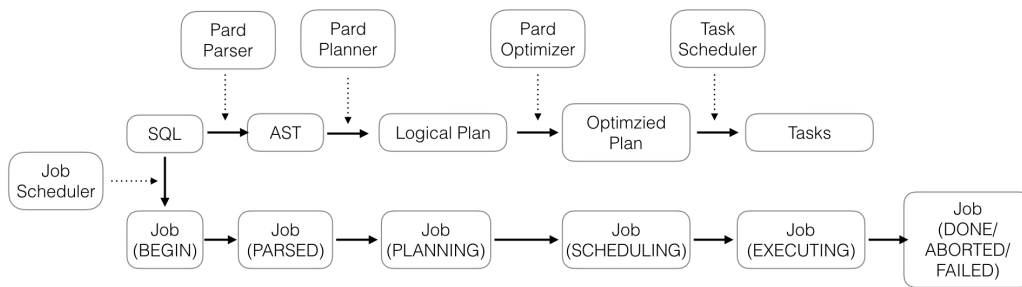 Pard
Parser
Pard
Planner
Pard
Optimizer
Task
Scheduler
SQL
AST
Logical Plan
Optimzied
Plan
Tasks
Job
Scheduler
Job
(BEGIN)
Job
(PARSED)
Job
(PLANNING)
Job
(SCHEDULING)
Job
(EXECUTING)
Job
(DONE/
ABORTED/
FAILED)